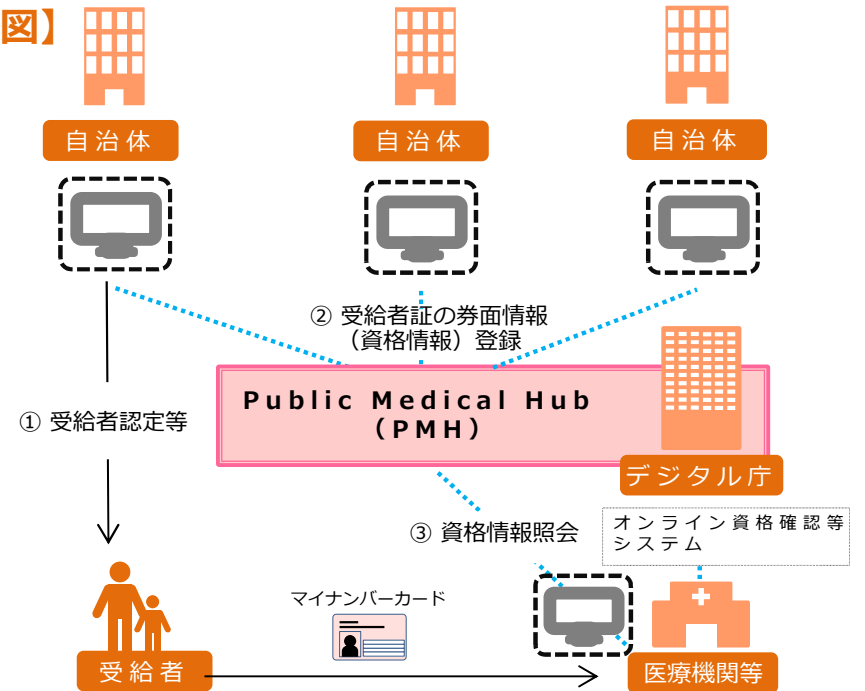 図】
自治体
自治体
自治体
② 受給者証の券面情報
（資格情報）登録
Public Medical Hub
（PMH）
① 受給者認定等
デジタル庁
③ 資格情報照会
オンライン資格確認等
システム
マイナンバーカード
受給者
医療機関等